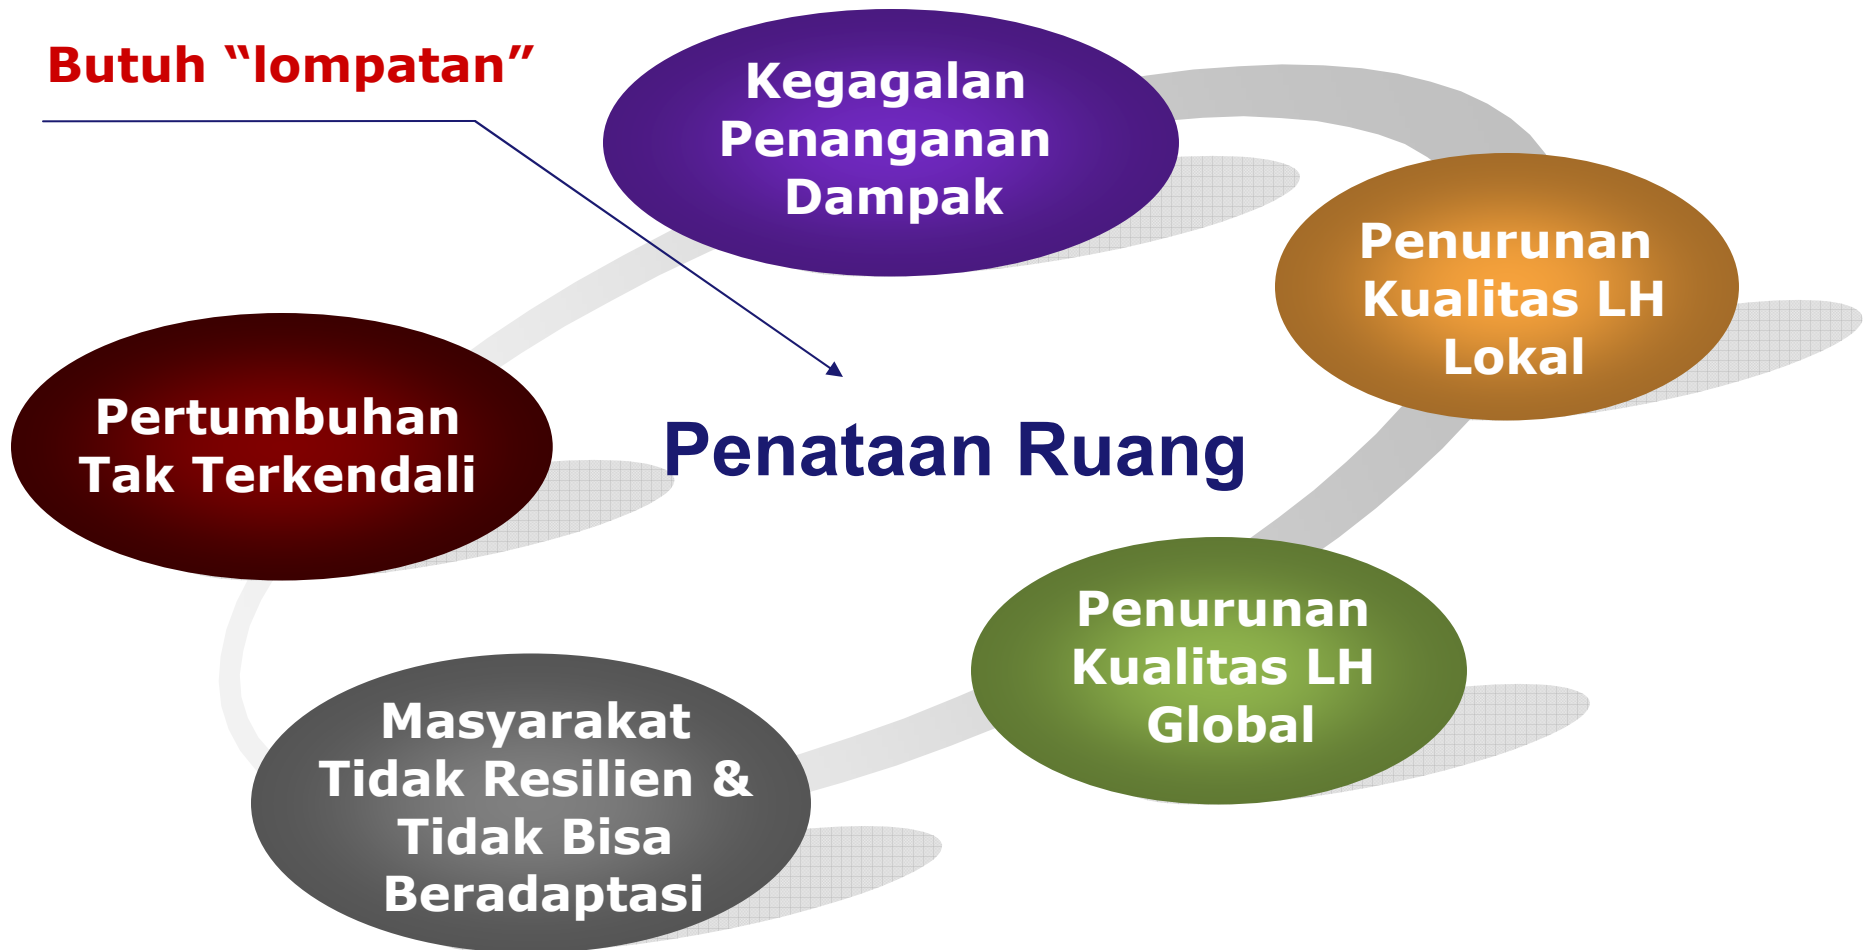 Butuh “lompatan”
Kegagalan
Penanganan
Dampak
Penurunan
Kualitas LH
Lokal
Pertumbuhan
Tak Terkendali
Penataan Ruang
Penurunan
Kualitas LH
Global
Masyarakat
Tidak Resilien &
Tidak Bisa
Beradaptasi